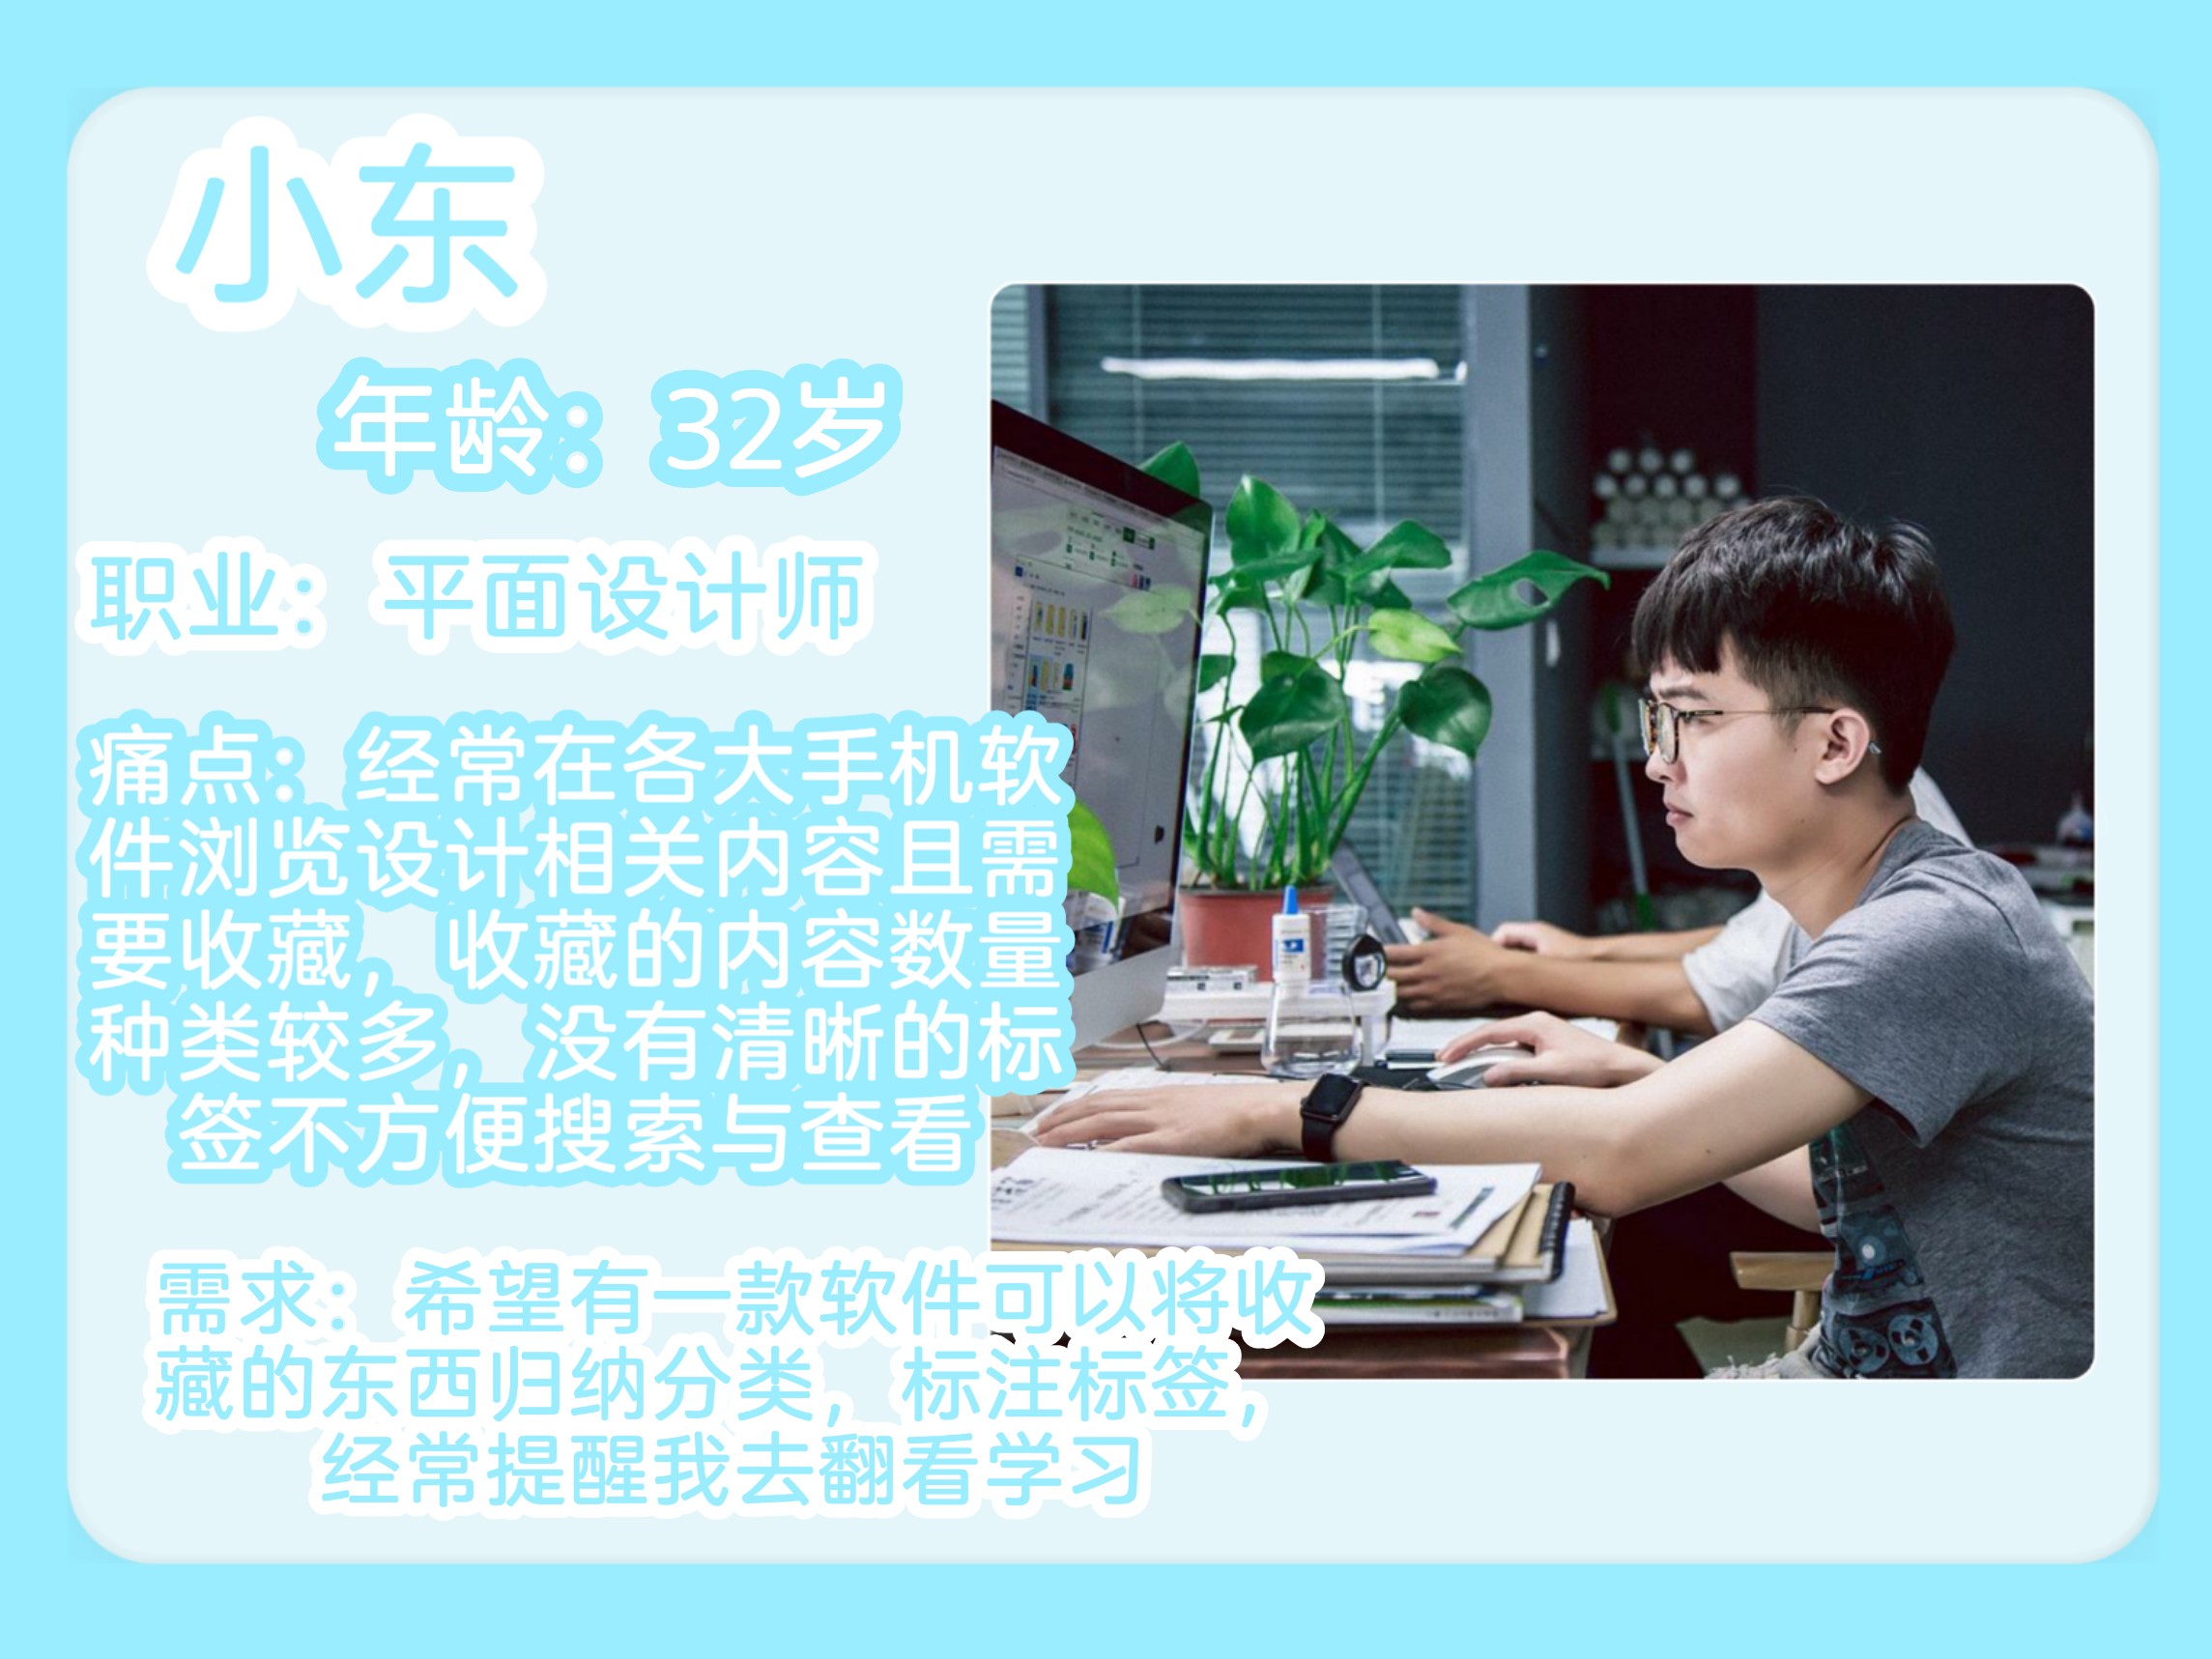 小东
年龄：32岁
职业：平面设计师
痛点：经常在各大手机软
件浏览设计相关内容且需
要收藏，收藏的内容数量
种类较多，没有清晰的标
签不方便搜索与查看
需求：希望有一款软件可以将收
藏的东西归纳分类，标注标签，
经常提醒我去翻看学习